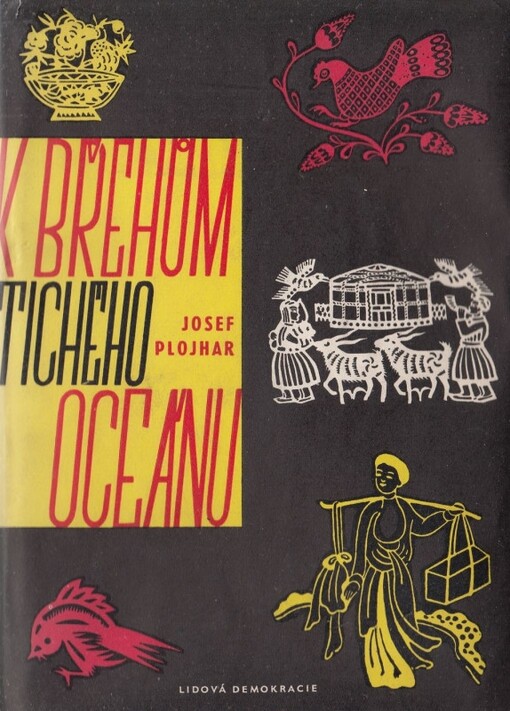 K BŘEHŮM
TICHÉHO
JOSEF
PLOJHAR
OCEÁNU
LIDOVÁ DEMOKRACIE